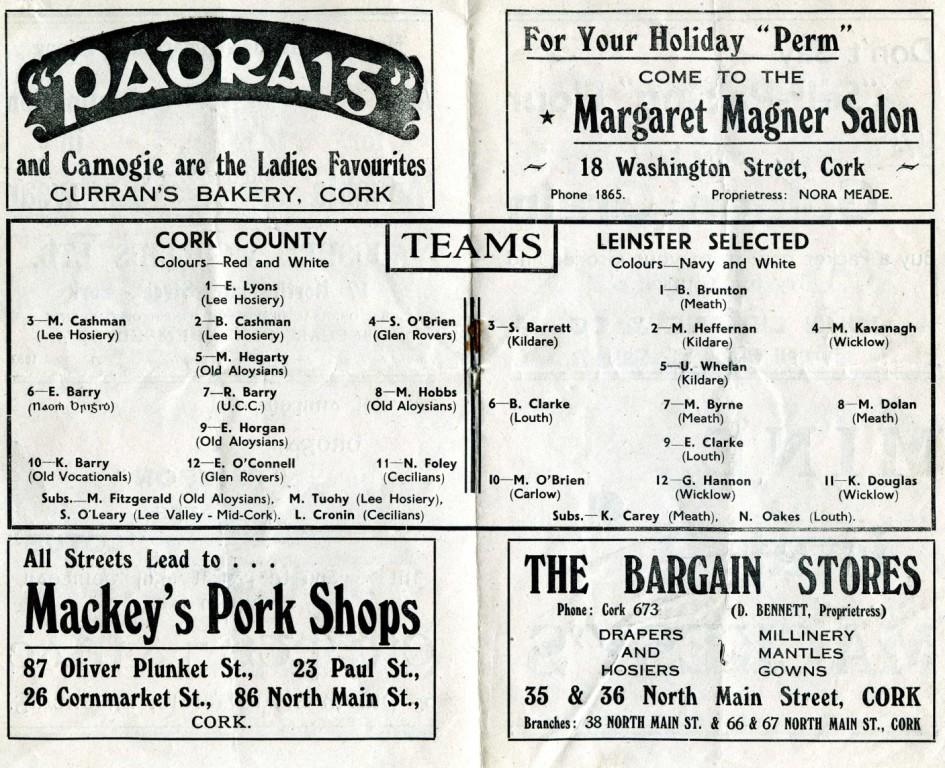 "PADRAIG"
and Camogie are the Ladies Favourites
CURRAN'S BAKERY, CORK
For Your Holiday "Perm"
COME TO THE
★ Margaret Magner Salon
~ 18 Washington Street, Cork ~
Phone 1865. Proprietress: NORA MEADE.
TEAMS
CORK COUNTY
Colours—Red and White
1—E. Lyons
(Lee Hosiery)
3—M. Cashman 2—B. Cashman 4—S. O'Brien
(Lee Hosiery) (Lee Hosiery) (Glen Rovers)
5—M. Hegarty
(Old Aloysians)
6—E. Barry 7—R. Barry 8—M. Hobbs
(Naoṁ Ḃriġid) (U.C.C.) (Old Aloysians)
9—E. Horgan
(Old Aloysians)
10—K. Barry 12—E. O'Connell 11—N. Foley
(Old Vocationals) (Glen Rovers) (Cecilians)
Subs.—M. Fitzgerald (Old Aloysians), M. Tuohy (Lee Hosiery),
S. O'Leary (Lee Valley - Mid-Cork). L. Cronin (Cecilians)
LEINSTER SELECTED
Colours—Navy and White
1—B. Brunton
(Meath)
3—S. Barrett 2—M. Heffernan 4—M. Kavanagh
(Kildare) (Kildare) (Wicklow)
5—U. Whelan
(Kildare)
6—B. Clarke 7—M. Byrne 8—M. Dolan
(Louth) (Meath) (Meath)
9—E. Clarke
(Louth)
10—M. O'Brien 12—G. Hannon 11—K. Douglas
(Carlow) (Wicklow) (Wicklow)
Subs.—K. Carey (Meath), N. Oakes (Louth).
All Streets Lead to . . .
Mackey's Pork Shops
87 Oliver Plunket St., 23 Paul St.,
26 Cornmarket St., 86 North Main St.,
CORK.
THE BARGAIN STORES
Phone: Cork 673 (D. BENNETT, Proprietress)
DRAPERS MILLINERY
AND MANTLES
HOSIERS GOWNS
35 & 36 North Main Street, CORK
Branches: 38 NORTH MAIN ST. & 66 & 67 NORTH MAIN ST., CORK